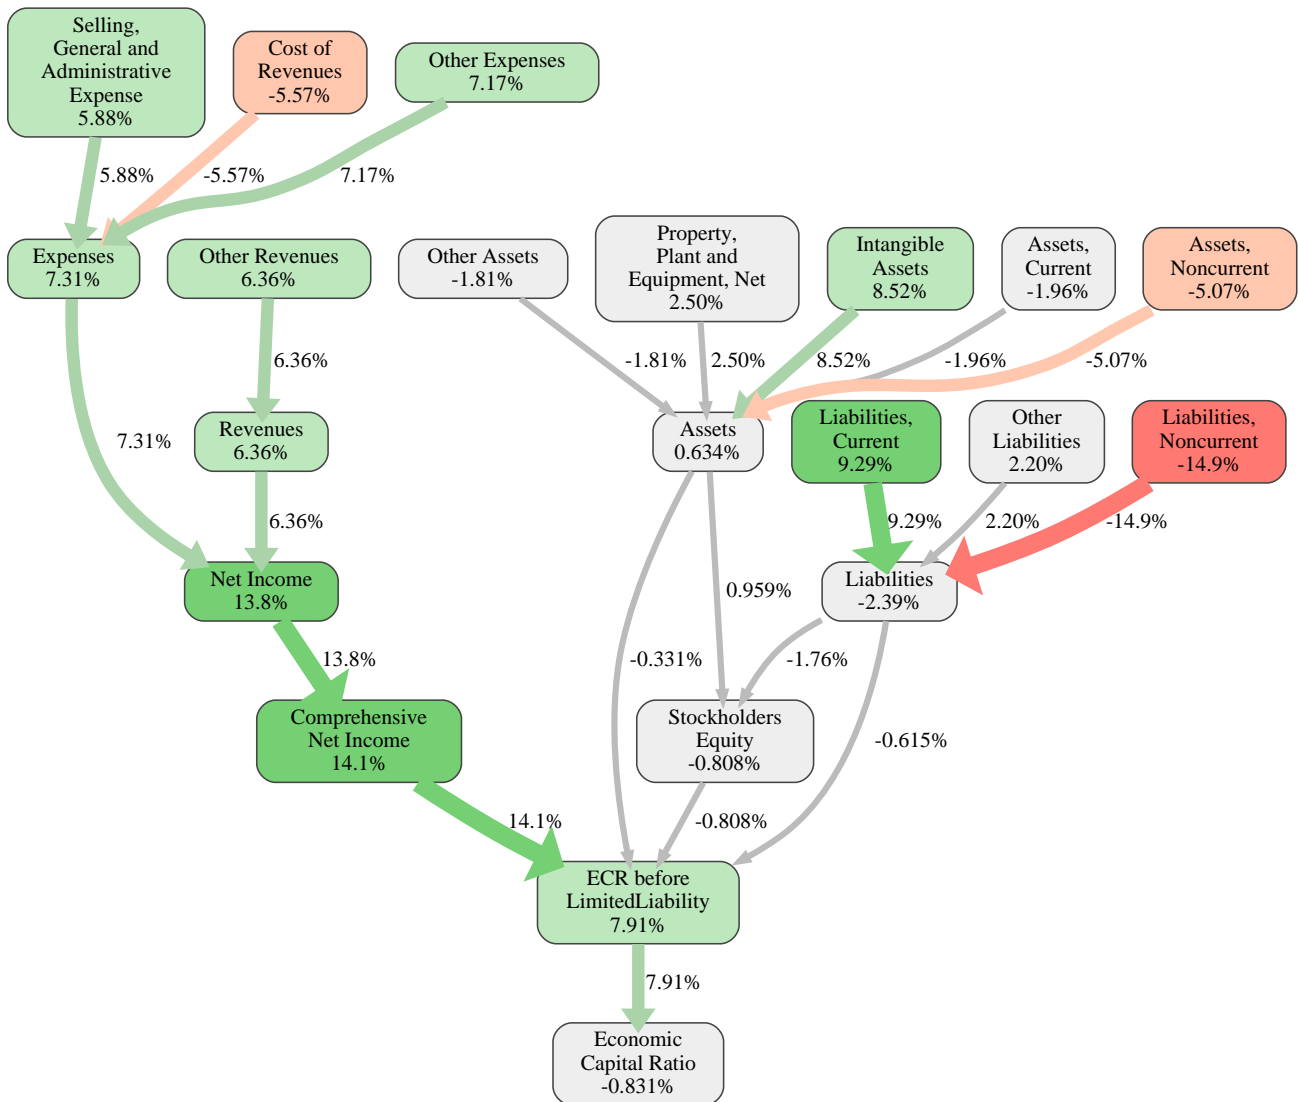 Selling,
General and
Administrative
Expense
5.88%
Cost of
Revenues
-5.57%
Other Expenses
7.17%
5.88%
-5.57%
7.17%
Expenses
7.31%
Other Revenues
6.36%
Other Assets
-1.81%
Property,
Plant and
Equipment, Net
2.50%
Intangible
Assets
8.52%
Assets,
Current
-1.96%
Assets,
Noncurrent
-5.07%
6.36%
-1.81%
2.50%
8.52%
-1.96%
-5.07%
7.31%
Revenues
6.36%
Assets
0.634%
Liabilities,
Current
9.29%
Other
Liabilities
2.20%
Liabilities,
Noncurrent
-14.9%
6.36%
9.29%
2.20%
-14.9%
Net Income
13.8%
0.959%
Liabilities
-2.39%
13.8%
-0.331%
-1.76%
Comprehensive
Net Income
14.1%
Stockholders
Equity
-0.808%
-0.615%
14.1%
-0.808%
ECR before
LimitedLiability
7.91%
7.91%
Economic
Capital Ratio
-0.831%